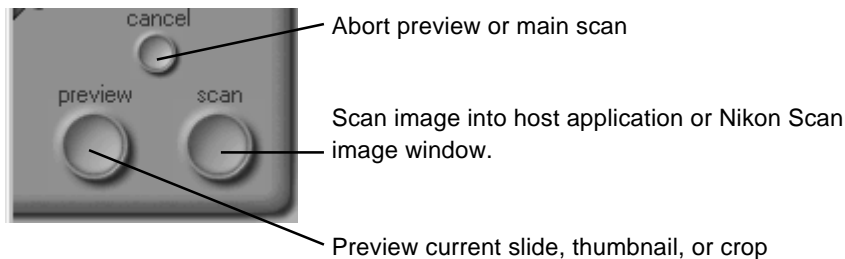 cancel
Abort preview or main scan
preview
scan
Scan image into host application or Nikon Scan
image window.
Preview current slide, thumbnail, or crop